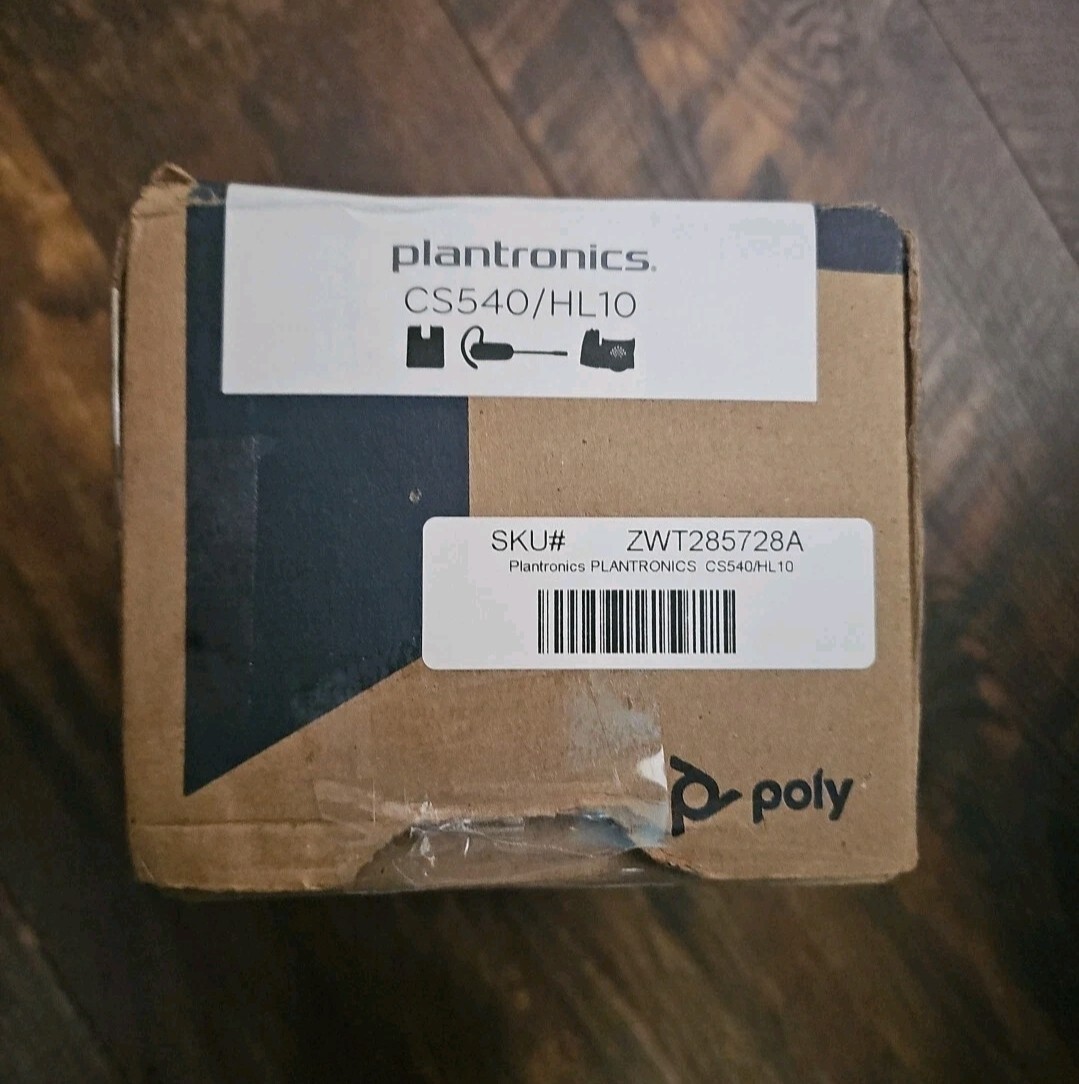 plantronics.
CS540/HL10
SKU# ZWT285728A
Plantronics PLANTRONICS CS540/HL10
poly